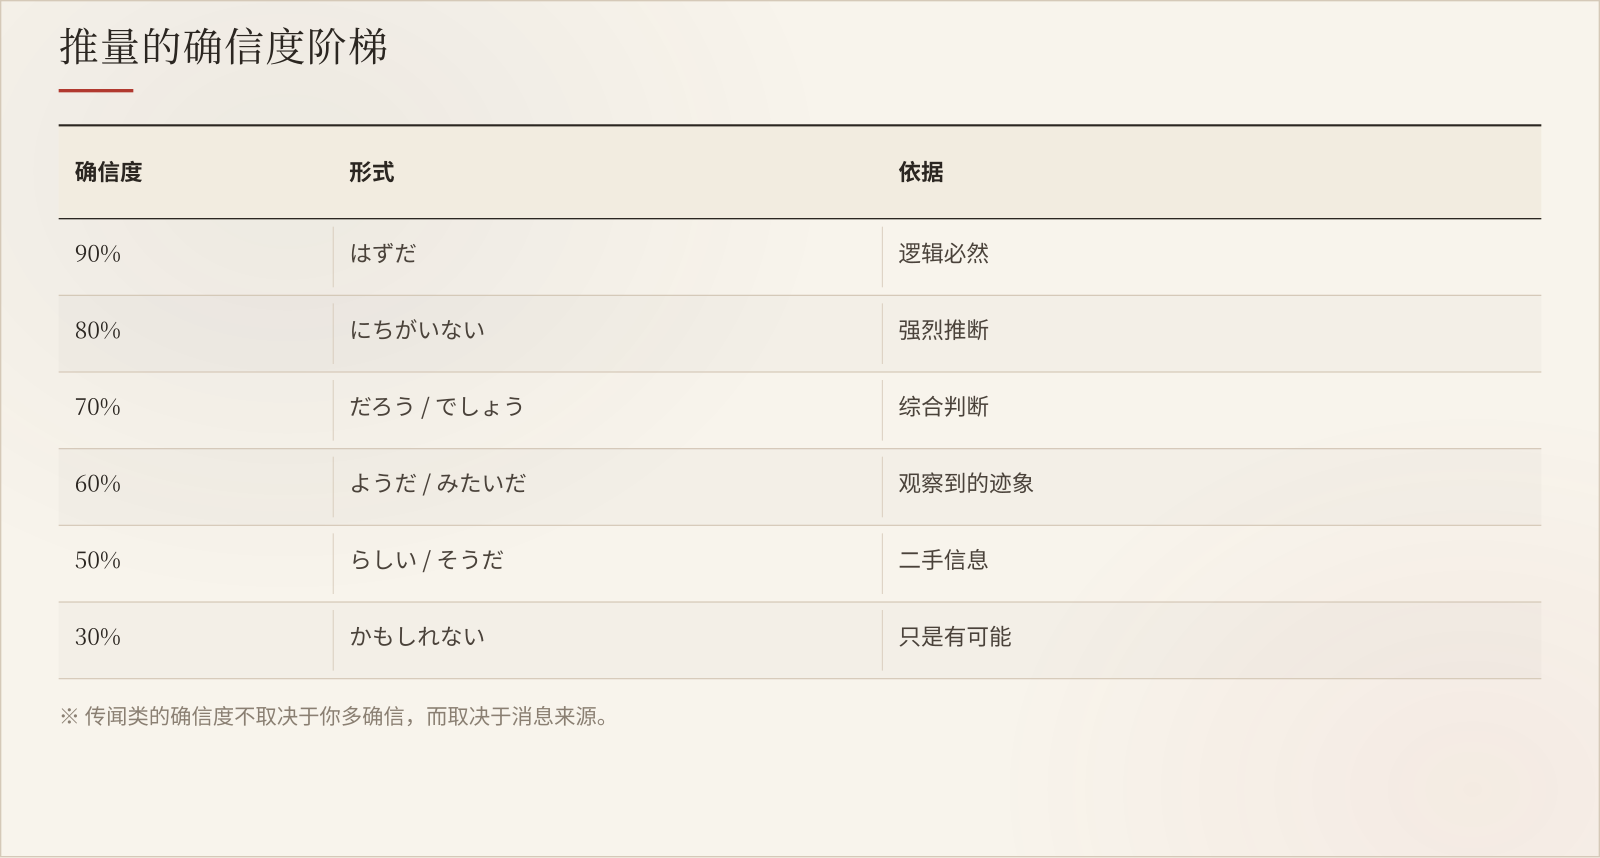 推量的确信度阶梯
确信度 形式 依据
90% はずだ 逻辑必然
80% にちがいない 强烈推断
70% だろう / でしょう 综合判断
60% ようだ / みたいだ 观察到的迹象
50% らしい / そうだ 二手信息
30% かもしれない 只是有可能
※ 传闻类的确信度不取决于你多确信，而取决于消息来源。